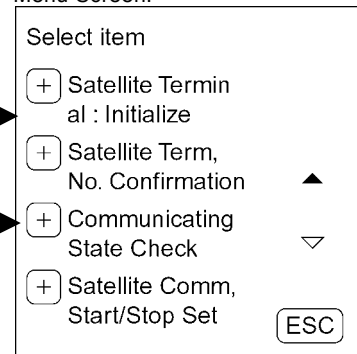 Menu Screen.
Select item
+ Satellite Termin
al : Initialize
+ Satellite Term,
No. Confirmation
+ Communicating
State Check
+ Satellite Comm,
Start/Stop Set
ESC